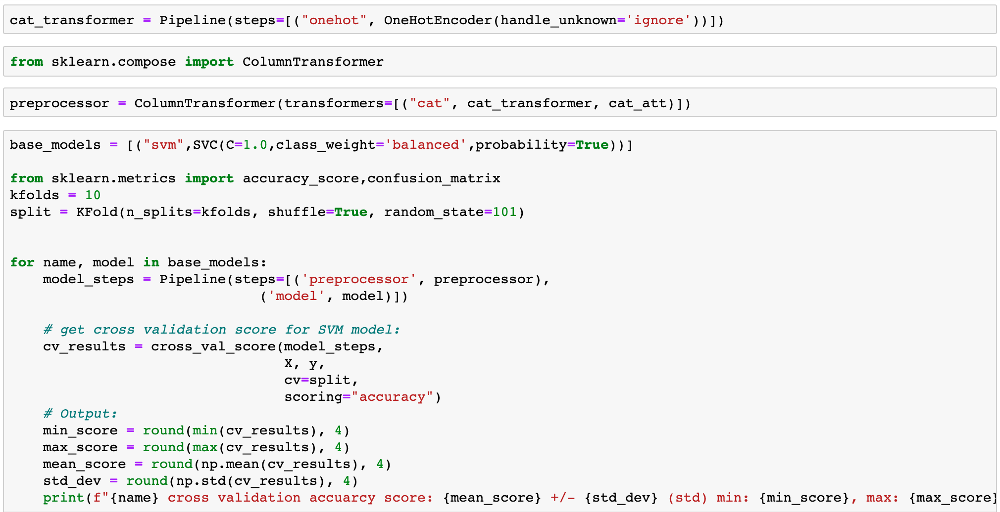 cat_transformer = Pipeline(steps=[("onehot", OneHotEncoder(handle_unknown='ignore'))])
from sklearn.compose import ColumnTransformer
preprocessor = ColumnTransformer(transformers=[("cat", cat_transformer, cat_att)])
base_models = [("svm",SVC(C=1.0,class_weight='balanced',probability=True))]
from sklearn.metrics import accuracy_score,confusion_matrix
kfolds = 10
split = KFold(n_splits=kfolds, shuffle=True, random_state=101)
for name, model in base_models:
    model_steps = Pipeline(steps=[('preprocessor', preprocessor),
                              ('model', model)])
    # get cross validation score for SVM model:
    cv_results = cross_val_score(model_steps,
                                 X, y,
                                 cv=split,
                                 scoring="accuracy")
    # Output:
    min_score = round(min(cv_results), 4)
    max_score = round(max(cv_results), 4)
    mean_score = round(np.mean(cv_results), 4)
    std_dev = round(np.std(cv_results), 4)
    print(f"{name} cross validation accuarcy score: {mean_score} +/- {std_dev} (std) min: {min_score}, max: {max_score}